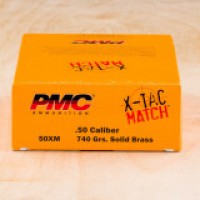 PMC
AMMUNITION
X-TAC
MATCH
50XM
.50 Caliber
740 Grs. Solid Brass